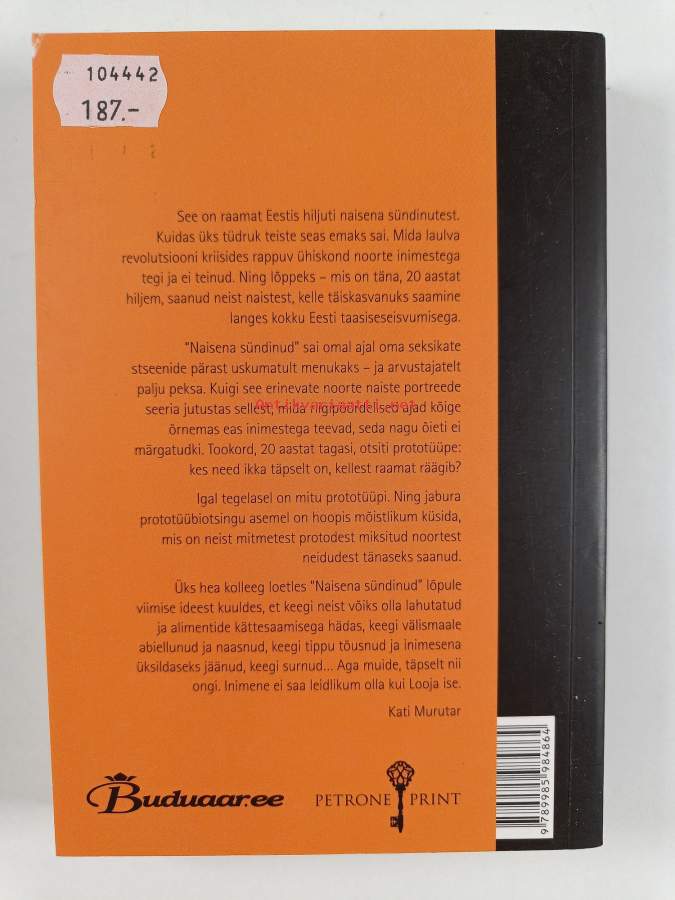 104442
187.-
See on raamat Eestis hiljuti naisena sündinutest.
Kuidas üks tüdruk teiste seas emaks sai. Mida laulva
revolutsiooni kriisides rappuv ühiskond noorte inimestega
tegi ja ei teinud. Ning lõppeks – mis on täna, 20 aastat
hiljem, saanud neist naistest, kelle täiskasvanuks saamine
langes kokku Eesti taasiseseisvumisega.
"Naisena sündinud" sai omal ajal oma seksikate
stseenide pärast uskumatult menukaks – ja arvustajatelt
palju peksa. Kuigi see erinevate noorte naiste portreede
seeria jutustas sellest, mida riigipöördelised ajad kõige
õrnemas eas inimestega teevad, seda nagu õieti ei
märgatudki. Tookord, 20 aastat tagasi, otsiti prototüüpe:
kes need ikka täpselt on, kellest raamat räägib?
Igal tegelasel on mitu prototüüpi. Ning jabura
prototüübiotsingu asemel on hoopis mõistlikum küsida,
mis on neist mitmetest protodest miksitud noortest
neidudest tänaseks saanud.
Üks hea kolleeg loetles "Naisena sündinud" lõpule
viimise ideest kuuldes, et keegi neist võiks olla lahutatud
ja alimentide kättesaamisega hädas, keegi välismaale
abiellunud ja naasnud, keegi tippu tõusnud ja inimesena
üksildaseks jäänud, keegi surnud... Aga muide, täpselt nii
ongi. Inimene ei saa leidlikum olla kui Looja ise.
Kati Murutar
Buduaar.ee
PETRONE PRINT
9 789985 984864